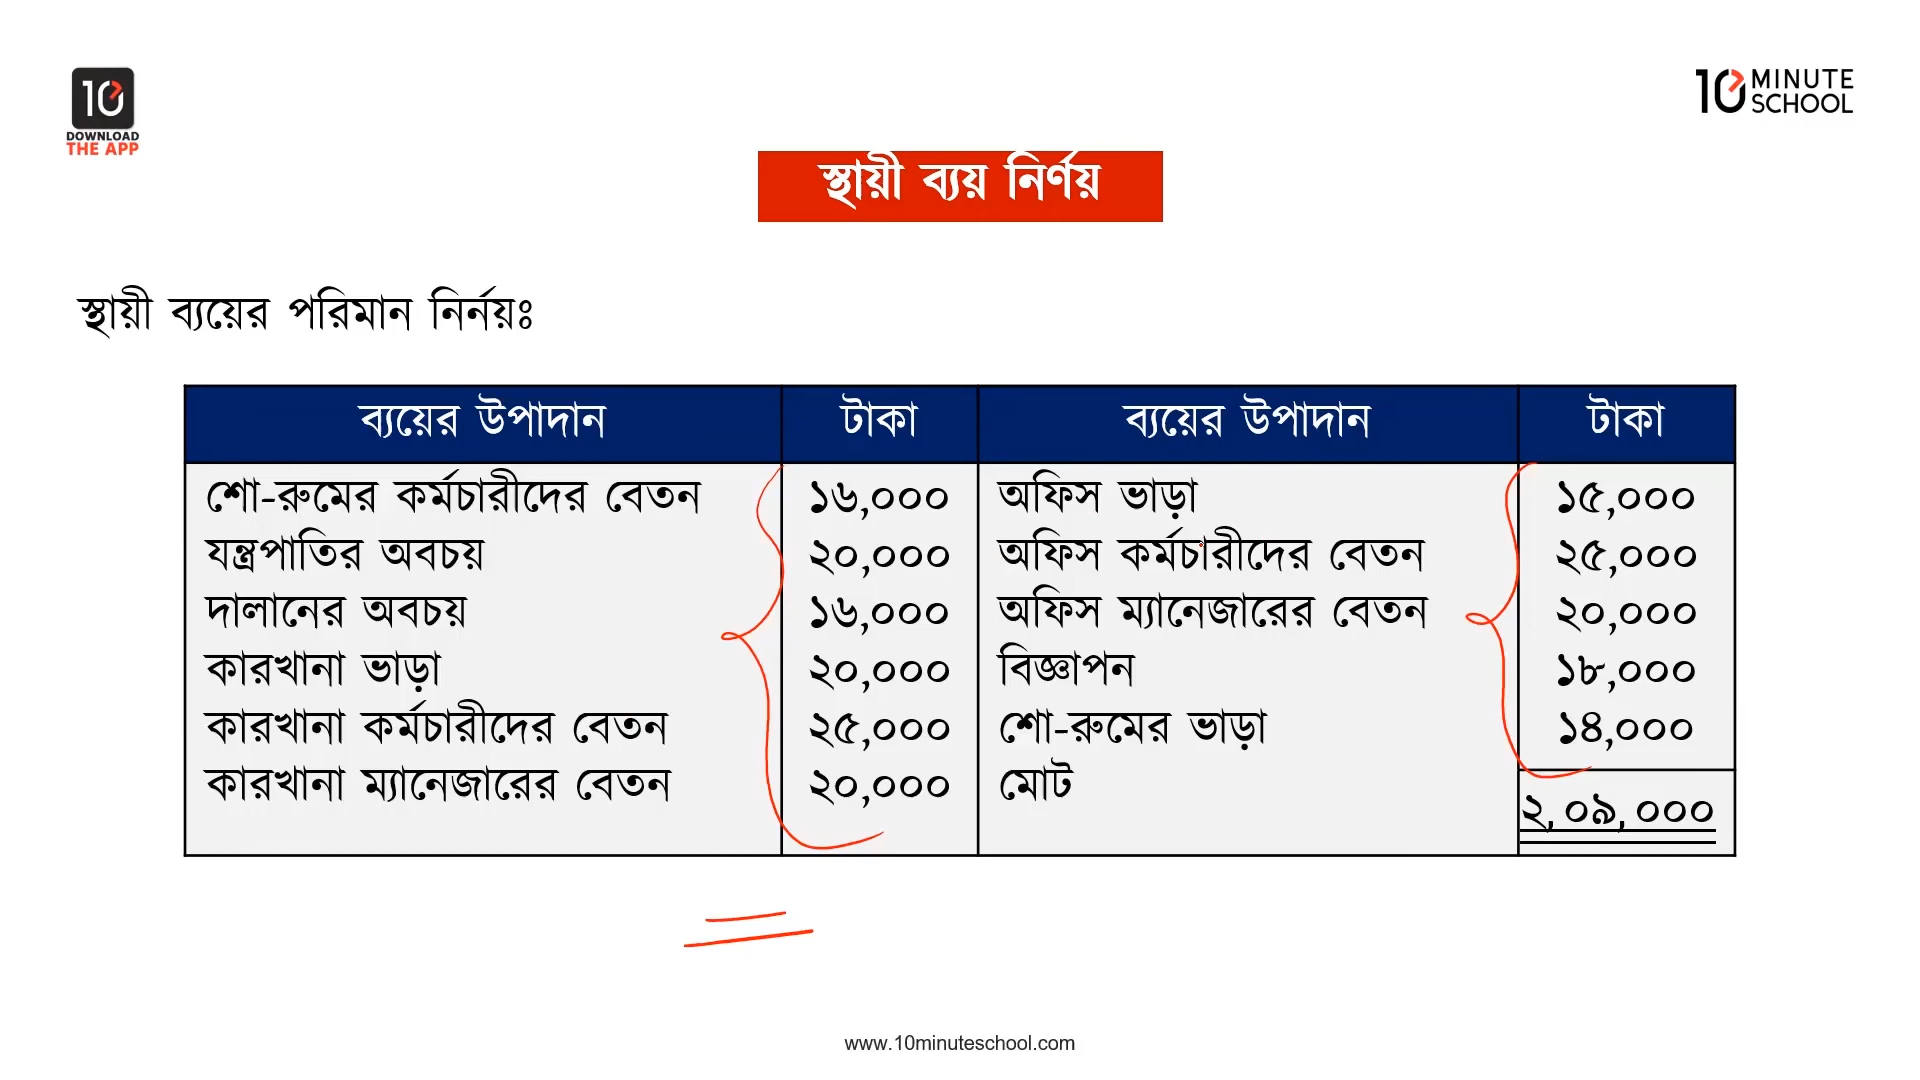 10
DOWNLOAD
THE APP
10 MINUTE
SCHOOL
স্থায়ী ব্যয় নির্ণয়
স্থায়ী ব্যয়ের পরিমান নির্নয়ঃ
ব্যয়ের উপাদান টাকা ব্যয়ের উপাদান টাকা
শো-রুমের কর্মচারীদের বেতন ১৬,০০০ অফিস ভাড়া ১৫,০০০
যন্ত্রপাতির অবচয় ২০,০০০ অফিস কর্মচারীদের বেতন ২৫,০০০
দালানের অবচয় ১৬,০০০ অফিস ম্যানেজারের বেতন ২০,০০০
কারখানা ভাড়া ২০,০০০ বিজ্ঞাপন ১৮,০০০
কারখানা কর্মচারীদের বেতন ২৫,০০০ শো-রুমের ভাড়া ১৪,০০০
কারখানা ম্যানেজারের বেতন ২০,০০০ মোট
২,০৯,০০০
www.10minuteschool.com